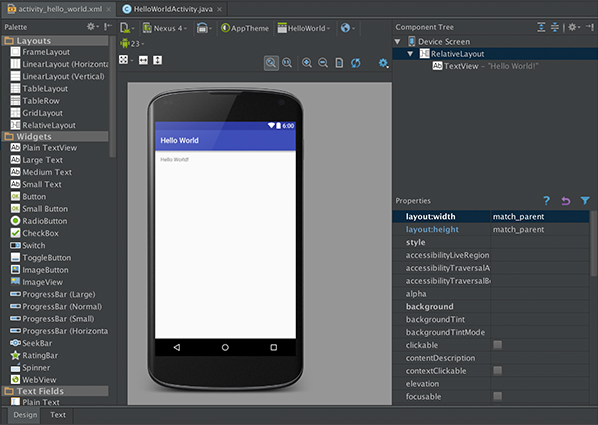 activity_hello_world.xml
HelloWorldActivity.java
Palette
Layouts
FrameLayout
LinearLayout (Horizonta
LinearLayout (Vertical)
TableLayout
TableRow
GridLayout
RelativeLayout
Widgets
Plain TextView
Large Text
Medium Text
Small Text
Button
Small Button
RadioButton
CheckBox
Switch
ToggleButton
ImageButton
ImageView
ProgressBar (Large)
ProgressBar (Normal)
ProgressBar (Small)
ProgressBar (Horizonta
SeekBar
RatingBar
Spinner
WebView
Text Fields
Plain Text
Design
Text
Nexus 4
AppTheme
HelloWorld
23
6:00
Hello World
Hello World!
Component Tree
Device Screen
RelativeLayout
Ab TextView – "Hello World!"
Properties
layout:width match_parent
layout:height match_parent
style
accessibilityLiveRegion
accessibilityTraversalA
accessibilityTraversalBe
alpha
background
backgroundTint
backgroundTintMode
clickable
contentDescription
contextClickable
elevation
focusable